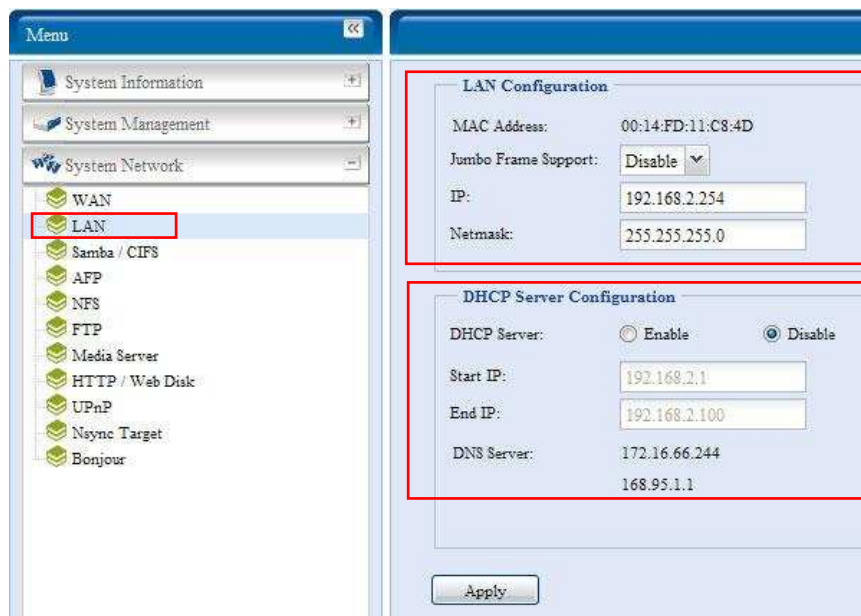 Menu
System Information
System Management
System Network
WAN
LAN
Samba / CIFS
AFP
NFS
FTP
Media Server
HTTP / Web Disk
UPnP
Nsync Target
Bonjour
LAN Configuration
MAC Address: 00:14:FD:11:C8:4D
Jumbo Frame Support: Disable
IP: 192.168.2.254
Netmask: 255.255.255.0
DHCP Server Configuration
DHCP Server: Enable Disable
Start IP: 192.168.2.1
End IP: 192.168.2.100
DNS Server: 172.16.66.244
168.95.1.1
Apply